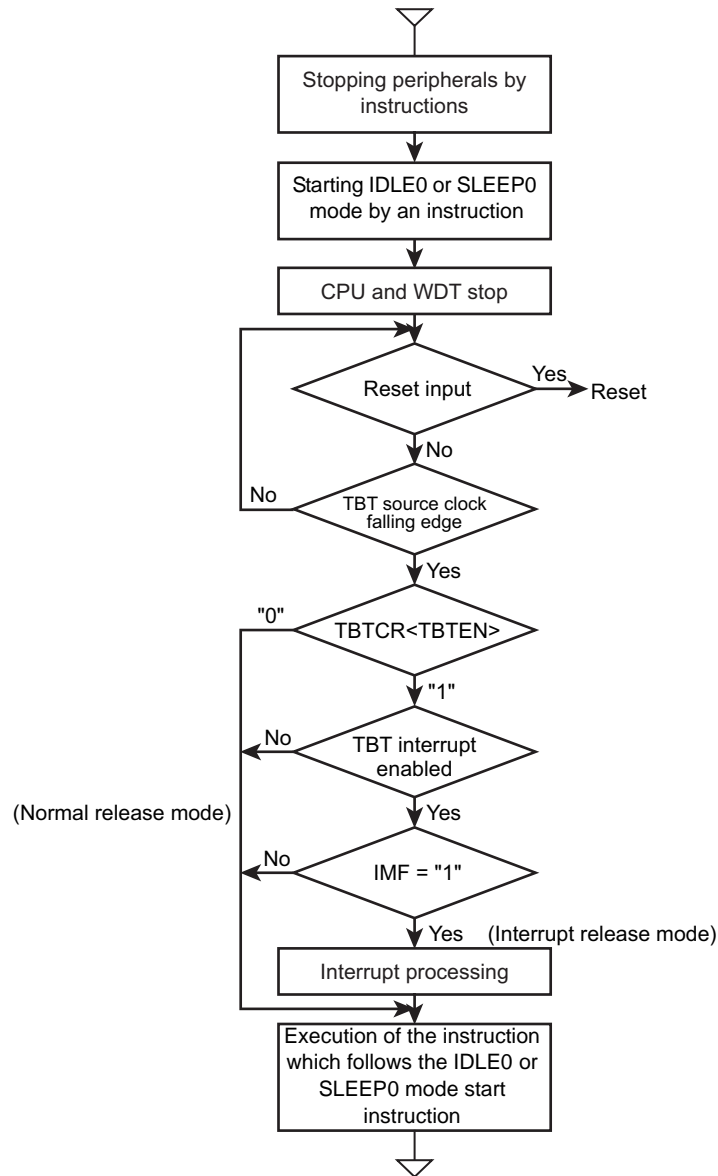 Stopping peripherals by
instructions
Starting IDLE0 or SLEEP0
mode by an instruction
CPU and WDT stop
Reset input
Yes
Reset
No
No
TBT source clock
falling edge
Yes
"0"
TBTCR<TBTEN>
"1"
No
TBT interrupt
enabled
(Normal release mode)
Yes
No
IMF = "1"
Yes
(Interrupt release mode)
Interrupt processing
Execution of the instruction
which follows the IDLE0 or
SLEEP0 mode start
instruction